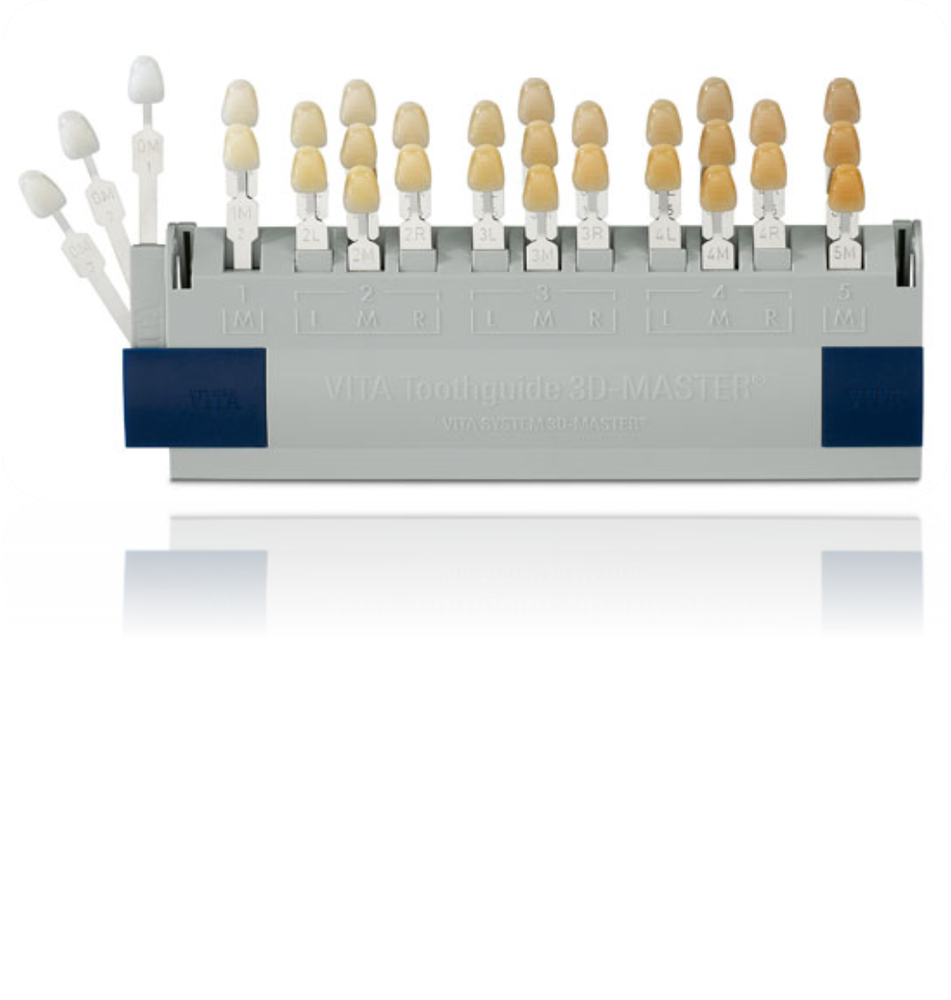 0M
1
0M
2
0M
3
1M
2
2L
2M
2R
3L
3M
3R
4L
4M
4R
5M
1 2 3 4 5
M L M R L M R L M R M
VITA
VITA Toothguide 3D-MASTER®
VITA
VITA SYSTEM 3D-MASTER®